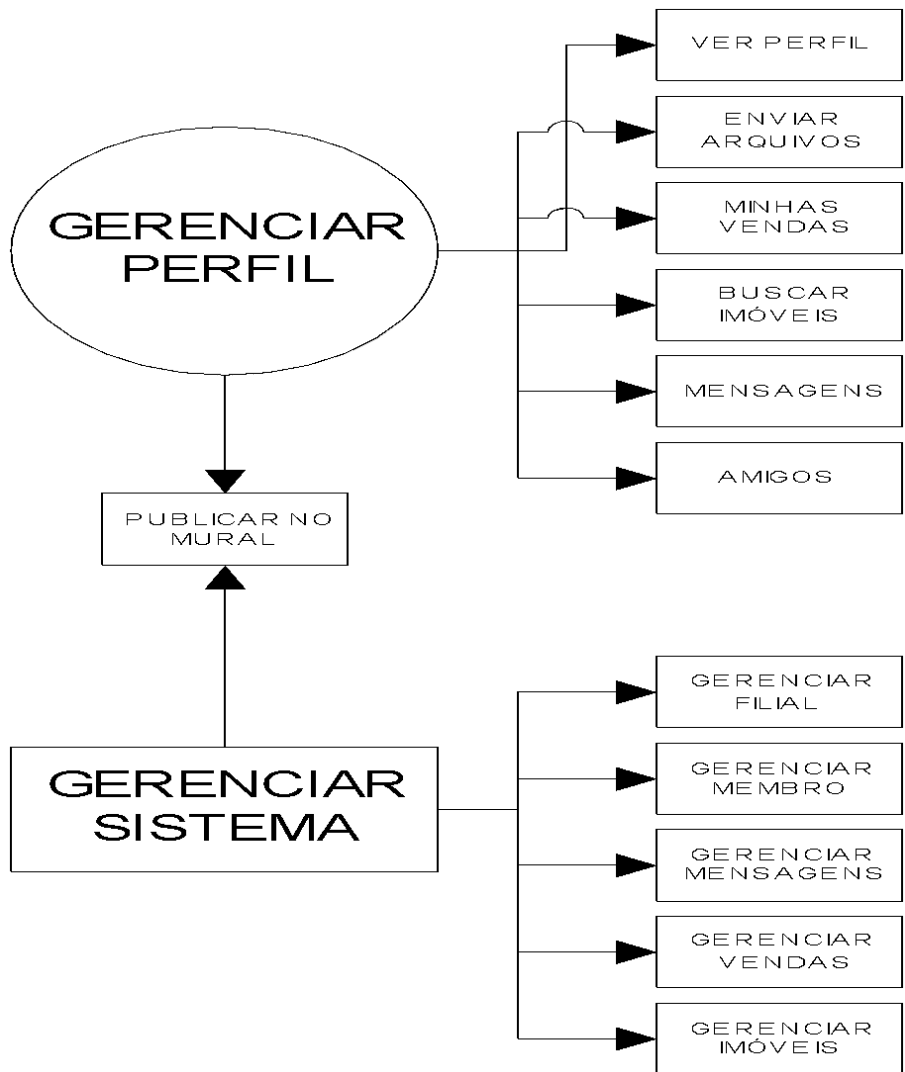 VER PERFIL
ENVIAR
ARQUIVOS
GERENCIAR
PERFIL
MINHAS
VENDAS
BUSCAR
IMÓVEIS
MENSAGENS
AMIGOS
PUBLICAR NO
MURAL
GERENCIAR
FILIAL
GERENCIAR
SISTEMA
GERENCIAR
MEMBRO
GERENCIAR
MENSAGENS
GERENCIAR
VENDAS
GERENCIAR
IMÓVEIS